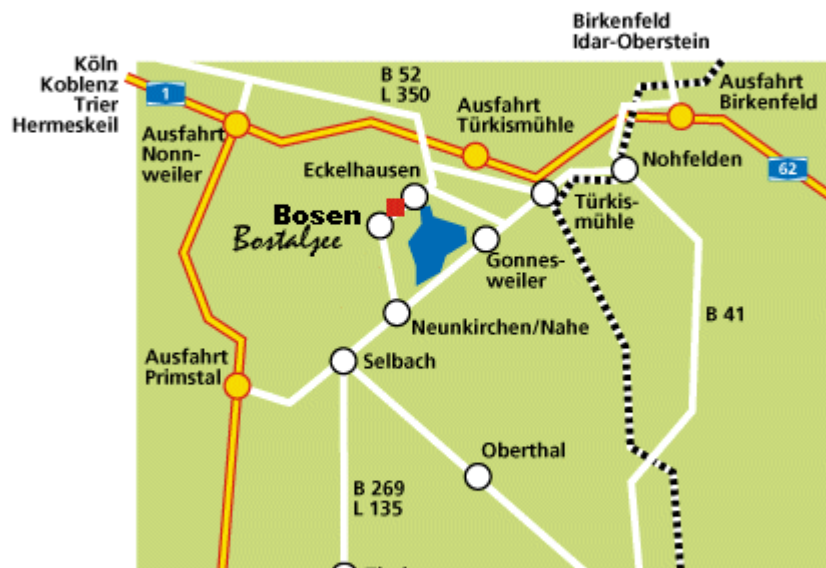 Birkenfeld
Idar-Oberstein
Köln
Koblenz
Trier
Hermeskeil
1
B 52
L 350
Ausfahrt
Birkenfeld
Ausfahrt
Türkismühle
Ausfahrt
Nonn-
weiler
Eckelhausen
Nohfelden
62
Bosen
Bostalsee
Türkis-
mühle
Gonnes-
weiler
B 41
Neunkirchen/Nahe
Ausfahrt
Primstal
Selbach
Oberthal
B 269
L 135